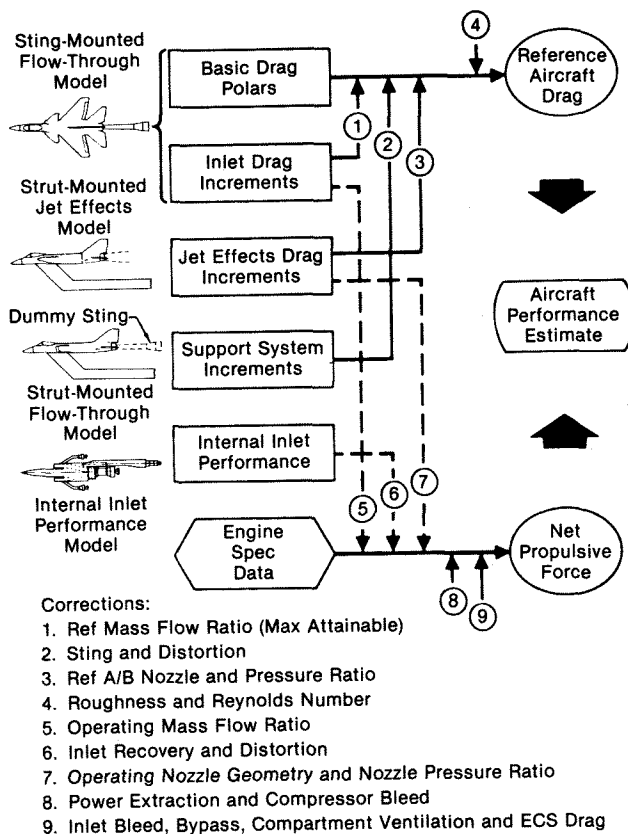 Sting-Mounted
Flow-Through
Model
Basic Drag
Polars
4
Reference
Aircraft
Drag
1
2
3
Inlet Drag
Increments
Strut-Mounted
Jet Effects
Model
Jet Effects Drag
Increments
Aircraft
Performance
Estimate
Dummy Sting
Support System
Increments
Strut-Mounted
Flow-Through
Model
Internal Inlet
Performance
5
6
7
Internal Inlet
Performance
Model
Engine
Spec
Data
8
9
Net
Propulsive
Force
Corrections:
1. Ref Mass Flow Ratio (Max Attainable)
2. Sting and Distortion
3. Ref A/B Nozzle and Pressure Ratio
4. Roughness and Reynolds Number
5. Operating Mass Flow Ratio
6. Inlet Recovery and Distortion
7. Operating Nozzle Geometry and Nozzle Pressure Ratio
8. Power Extraction and Compressor Bleed
9. Inlet Bleed, Bypass, Compartment Ventilation and ECS Drag